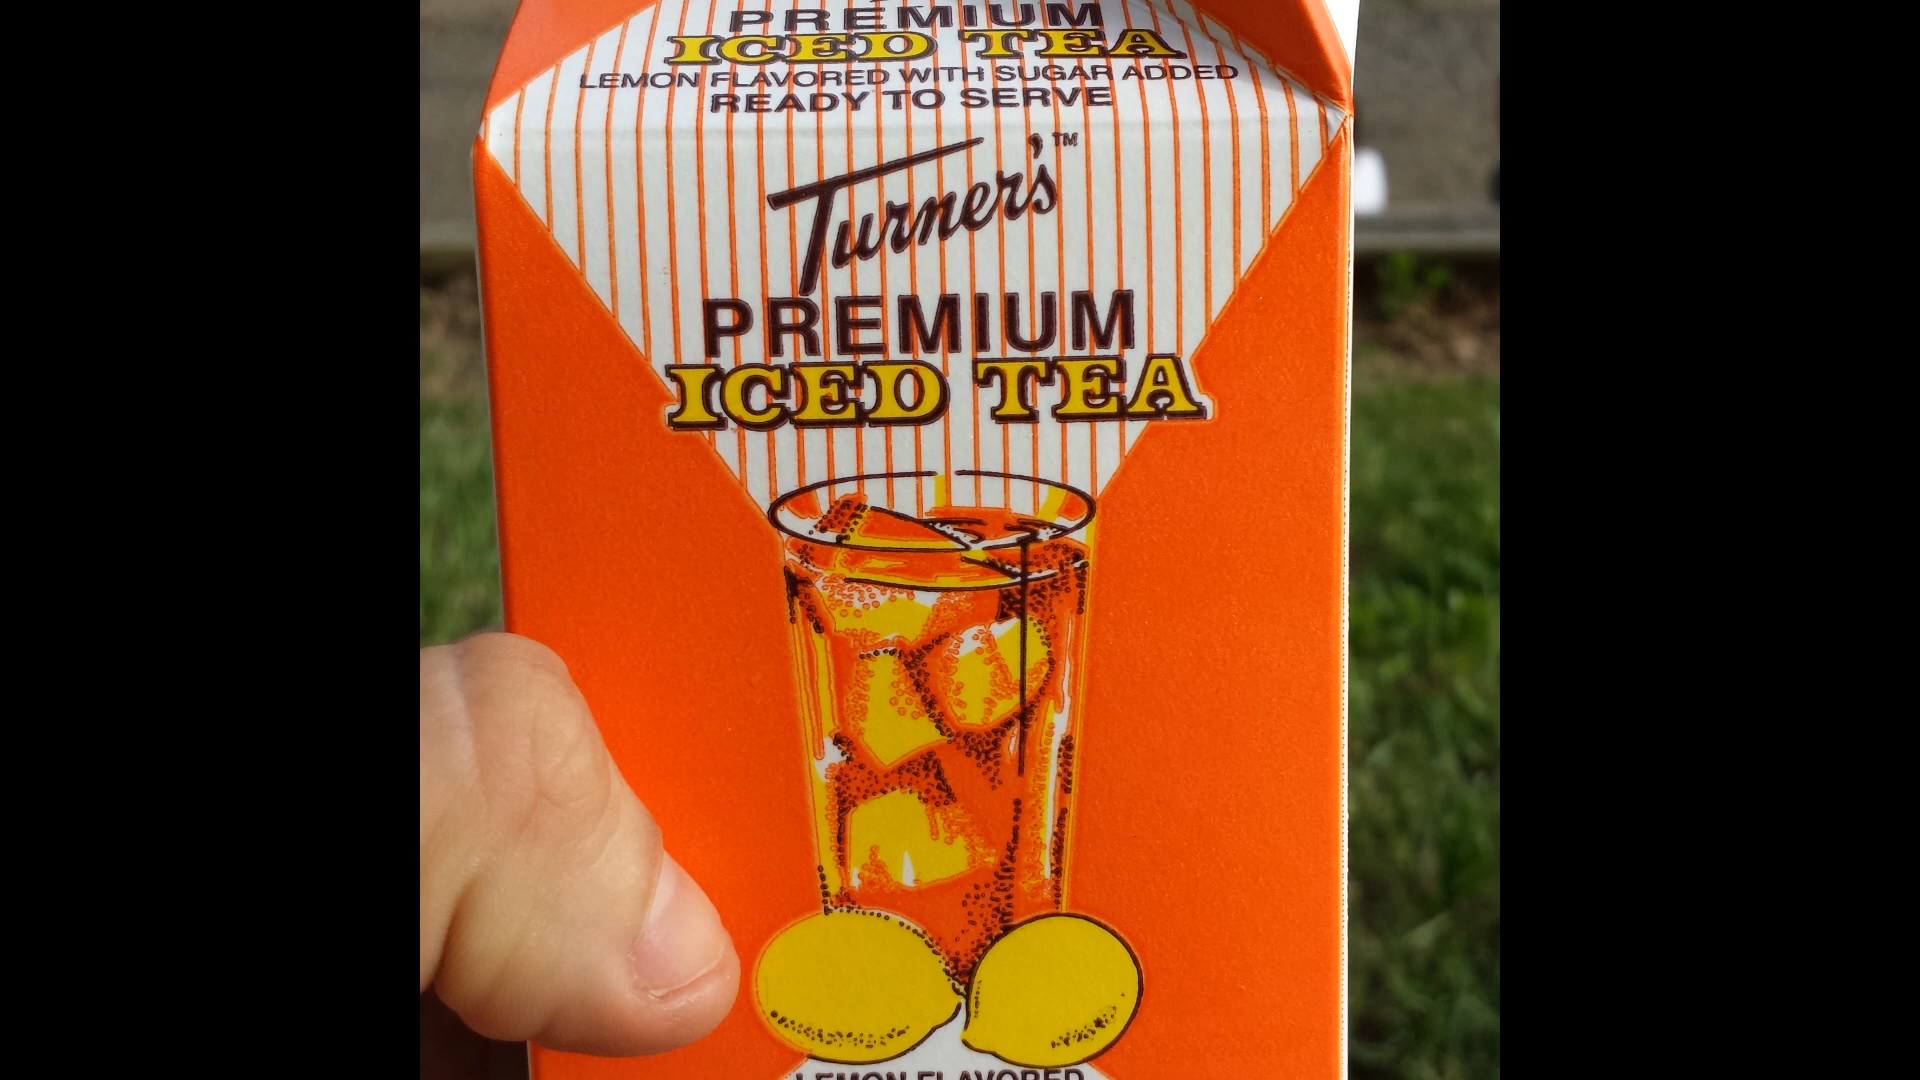 PREMIUM
ICED TEA
LEMON FLAVORED WITH SUGAR ADDED
READY TO SERVE
Turner's™
PREMIUM
ICED TEA
LEMON FLAVORED